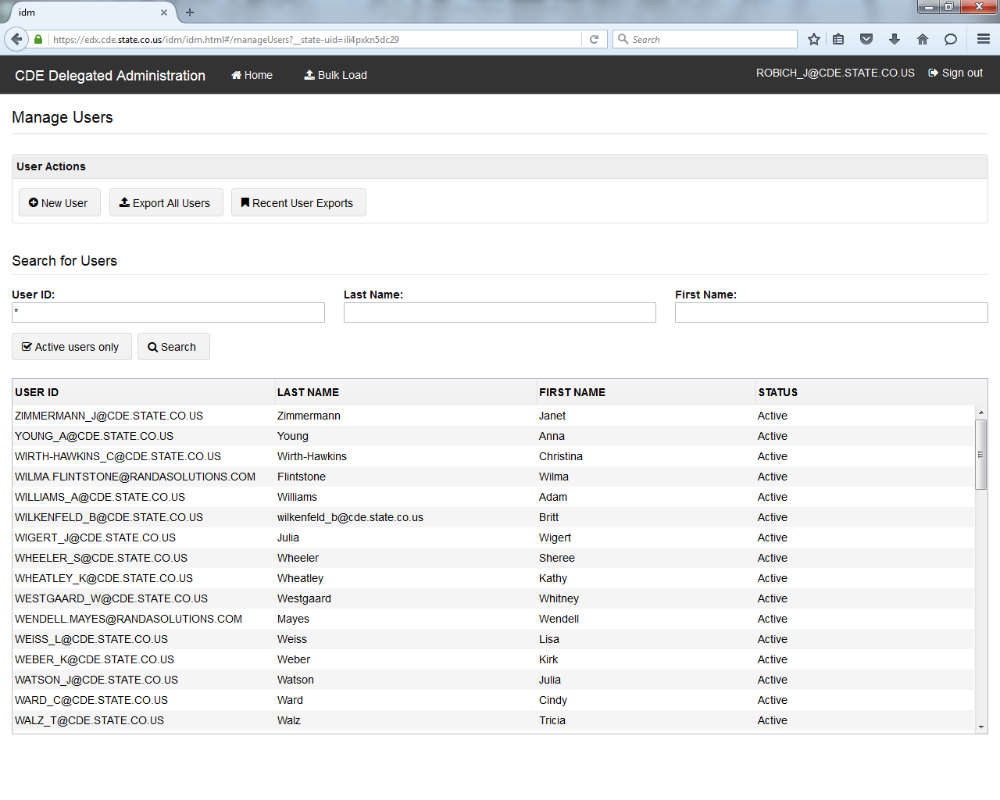 idm
https://edx.cde.state.co.us/idm/idm.html#/manageUsers?__state-uid=ili4pxkn5dc29
Search
CDE Delegated Administration Home Bulk Load ROBICH_J@CDE.STATE.CO.US Sign out
Manage Users
User Actions
New User Export All Users Recent User Exports
Search for Users
User ID: Last Name: First Name:
*
Active users only Search
USER ID LAST NAME FIRST NAME STATUS
ZIMMERMANN_J@CDE.STATE.CO.US Zimmermann Janet Active
YOUNG_A@CDE.STATE.CO.US Young Anna Active
WIRTH-HAWKINS_C@CDE.STATE.CO.US Wirth-Hawkins Christina Active
WILMA.FLINTSTONE@RANDASOLUTIONS.COM Flintstone Wilma Active
WILLIAMS_A@CDE.STATE.CO.US Williams Adam Active
WILKENFELD_B@CDE.STATE.CO.US wilkenfeld_b@cde.state.co.us Britt Active
WIGERT_J@CDE.STATE.CO.US Julia Wigert Active
WHEELER_S@CDE.STATE.CO.US Wheeler Sheree Active
WHEATLEY_K@CDE.STATE.CO.US Wheatley Kathy Active
WESTGAARD_W@CDE.STATE.CO.US Westgaard Whitney Active
WENDELL.MAYES@RANDASOLUTIONS.COM Mayes Wendell Active
WEISS_L@CDE.STATE.CO.US Weiss Lisa Active
WEBER_K@CDE.STATE.CO.US Weber Kirk Active
WATSON_J@CDE.STATE.CO.US Watson Julia Active
WARD_C@CDE.STATE.CO.US Ward Cindy Active
WALZ_T@CDE.STATE.CO.US Walz Tricia Active